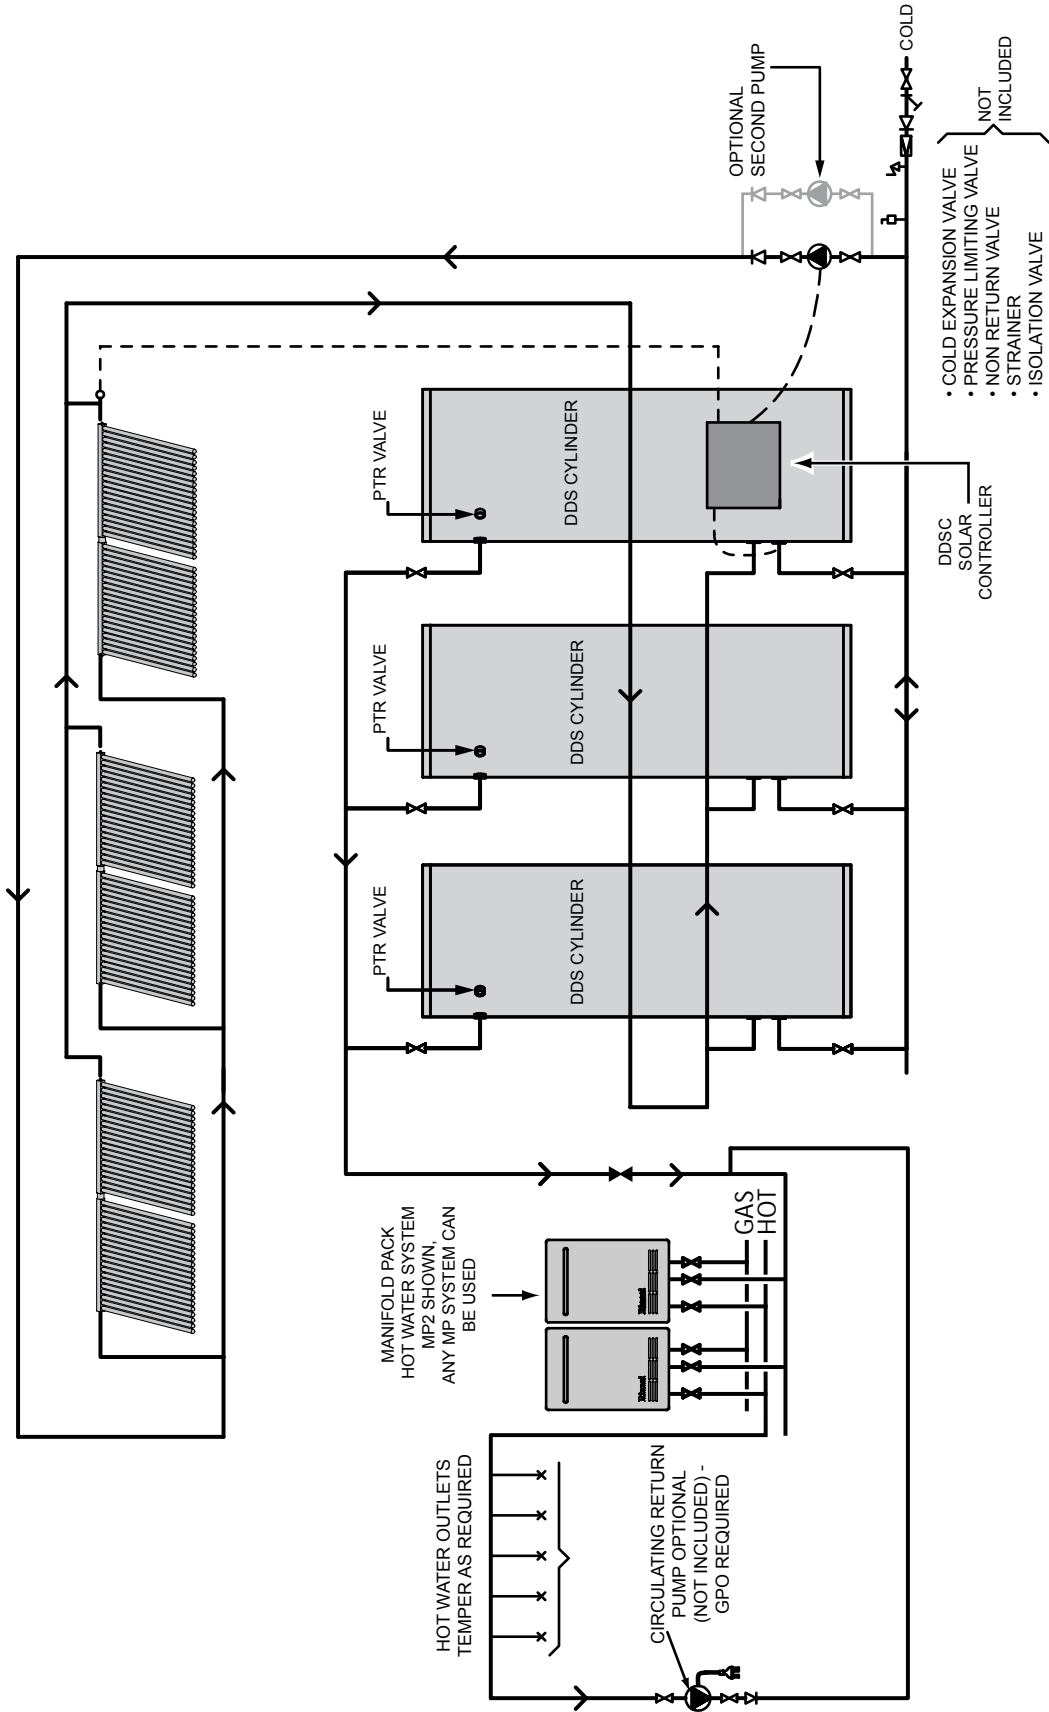 HOT WATER OUTLETS
TEMPER AS REQUIRED
MANIFOLD PACK
HOT WATER SYSTEM
MP2 SHOWN,
ANY MP SYSTEM CAN
BE USED
Rinnai
Rinnai
GAS
HOT
CIRCULATING RETURN
PUMP OPTIONAL
(NOT INCLUDED) -
GPO REQUIRED
PTR VALVE
PTR VALVE
PTR VALVE
DDS CYLINDER
DDS CYLINDER
DDS CYLINDER
DDSC
SOLAR
CONTROLLER
OPTIONAL
SECOND PUMP
COLD
• COLD EXPANSION VALVE
• PRESSURE LIMITING VALVE
• NON RETURN VALVE
• STRAINER
• ISOLATION VALVE
NOT
INCLUDED